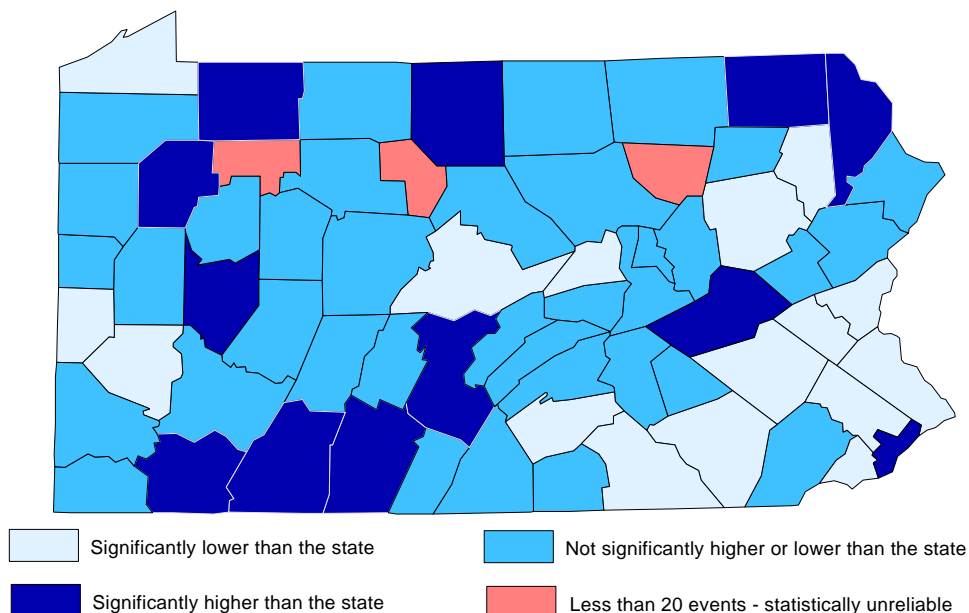 Significantly lower than the state
Not significantly higher or lower than the state
Significantly higher than the state
Less than 20 events - statistically unreliable